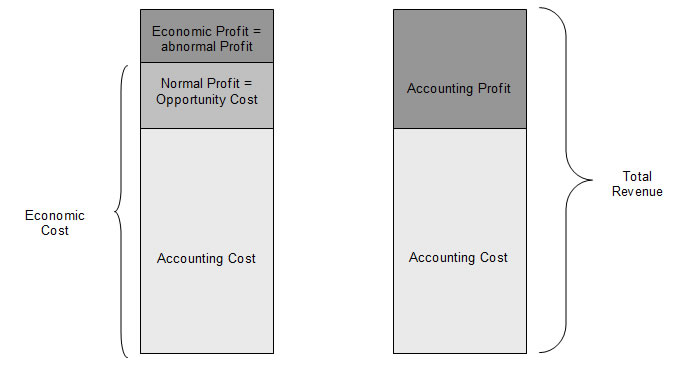 Economic Profit =
abnormal Profit
Normal Profit =
Opportunity Cost
Accounting Cost
Economic
Cost
Accounting Profit
Accounting Cost
Total
Revenue